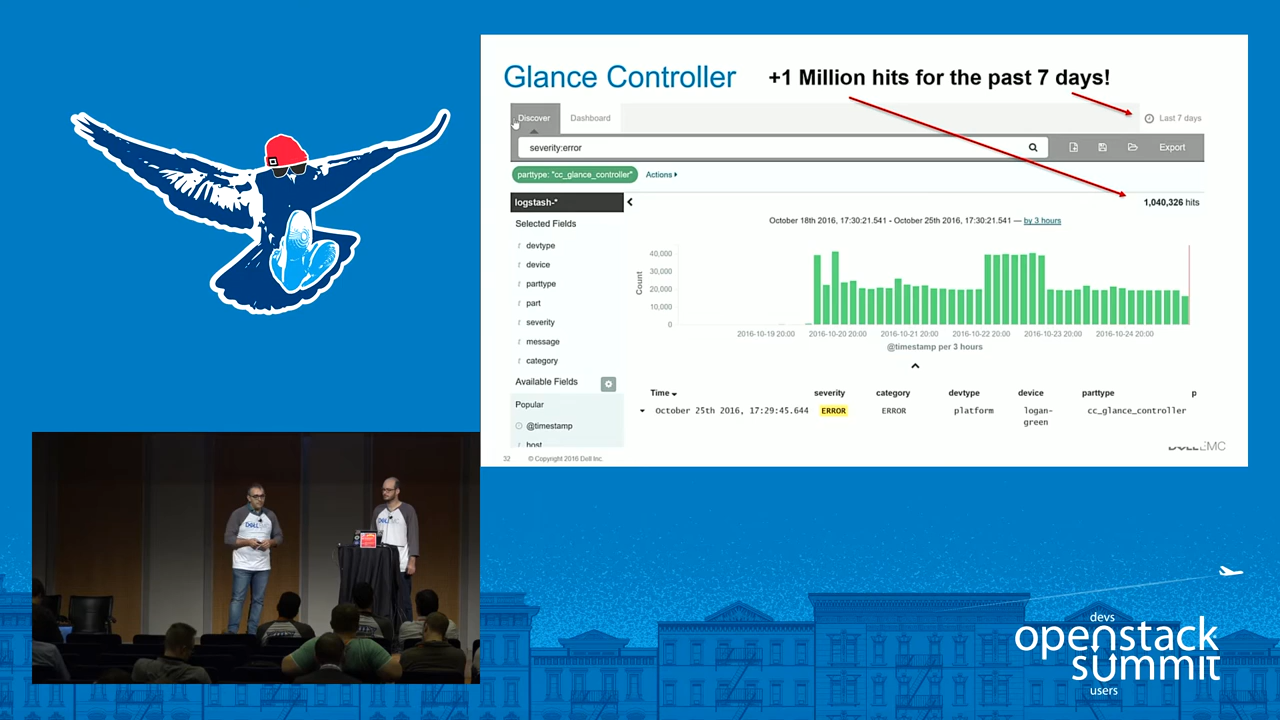 Glance Controller
+1 Million hits for the past 7 days!
Discover Dashboard Last 7 days
severity:error Export
parttype: "cc_glance_controller" Actions
logstash-* 1,040,326 hits
October 18th 2016, 17:30:21.541 - October 25th 2016, 17:30:21.541 — by 3 hours
Selected Fields
t devtype
t device
t parttype
t part
t severity
t message
t category
Available Fields
Popular
@timestamp
host
Count
40,000
30,000
20,000
10,000
0
2016-10-19 20:00 2016-10-20 20:00 2016-10-21 20:00 2016-10-22 20:00 2016-10-23 20:00 2016-10-24 20:00
@timestamp per 3 hours
Time severity category devtype device parttype p
October 25th 2016, 17:29:45.644 ERROR ERROR platform logan-green cc_glance_controller
32 © Copyright 2016 Dell Inc.
DELLEMC
DELLEMC
DELLEMC
devs
openstack
summit
users